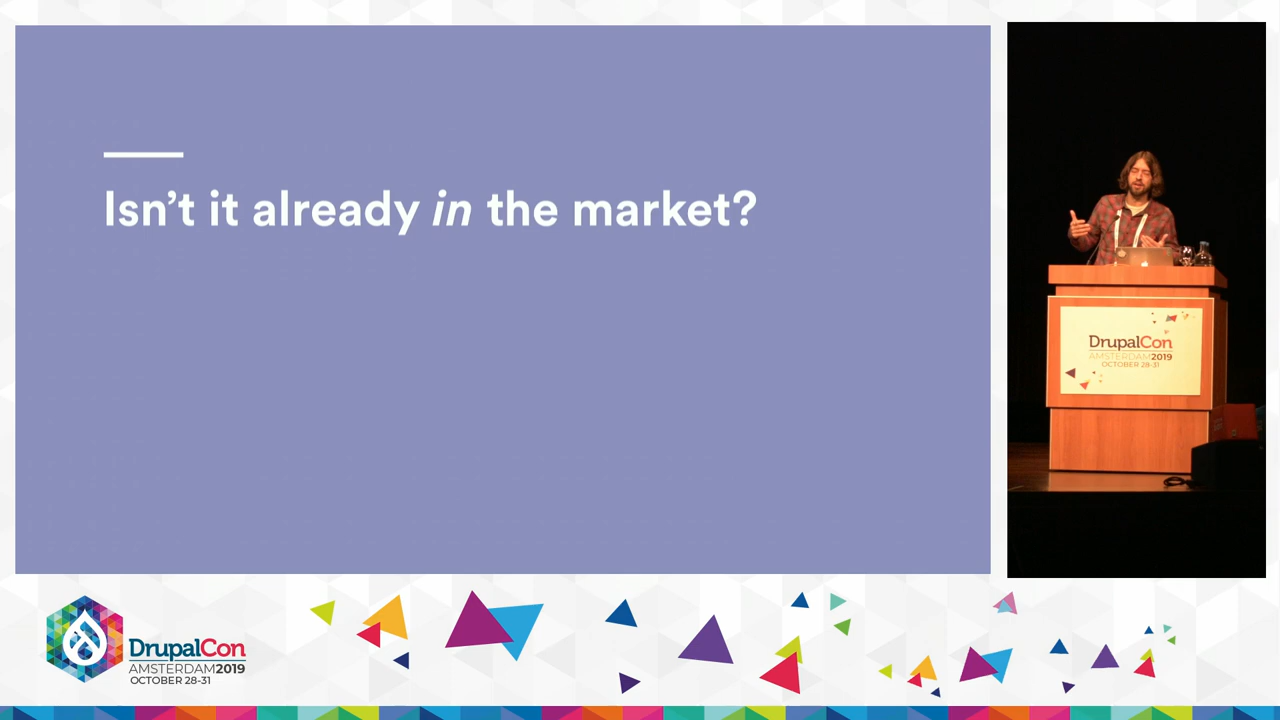 Isn't it already in the market?
DrupalCon
AMSTERDAM2019
OCTOBER 28-31
DrupalCon
AMSTERDAM2019
OCTOBER 28-31